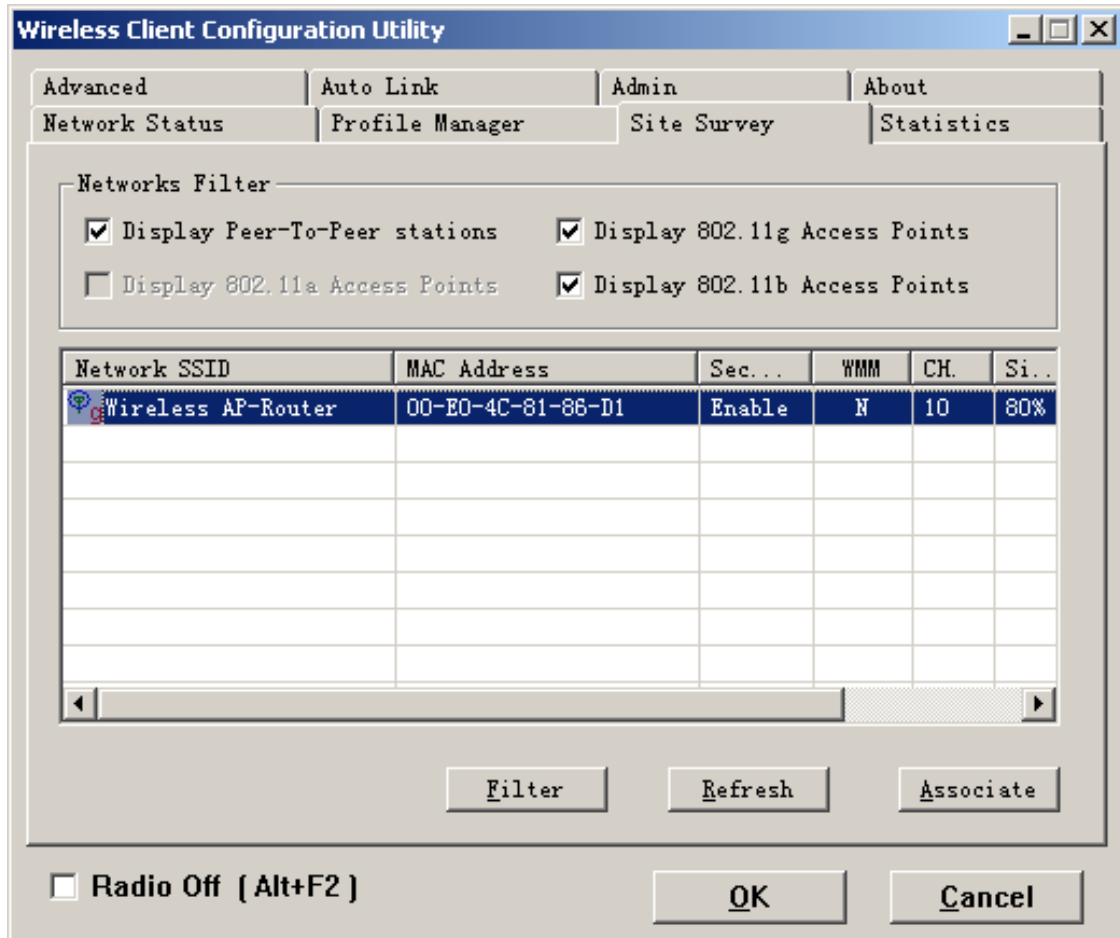 Wireless Client Configuration Utility
Advanced Auto Link Admin About
Network Status Profile Manager Site Survey Statistics
Networks Filter
Display Peer-To-Peer stations Display 802.11g Access Points
Display 802.11a Access Points Display 802.11b Access Points
Network SSID MAC Address Sec... WMM CH. Si..
g Wireless AP-Router 00-E0-4C-81-86-D1 Enable N 10 80%
Filter Refresh Associate
Radio Off ( Alt+F2 ) OK Cancel